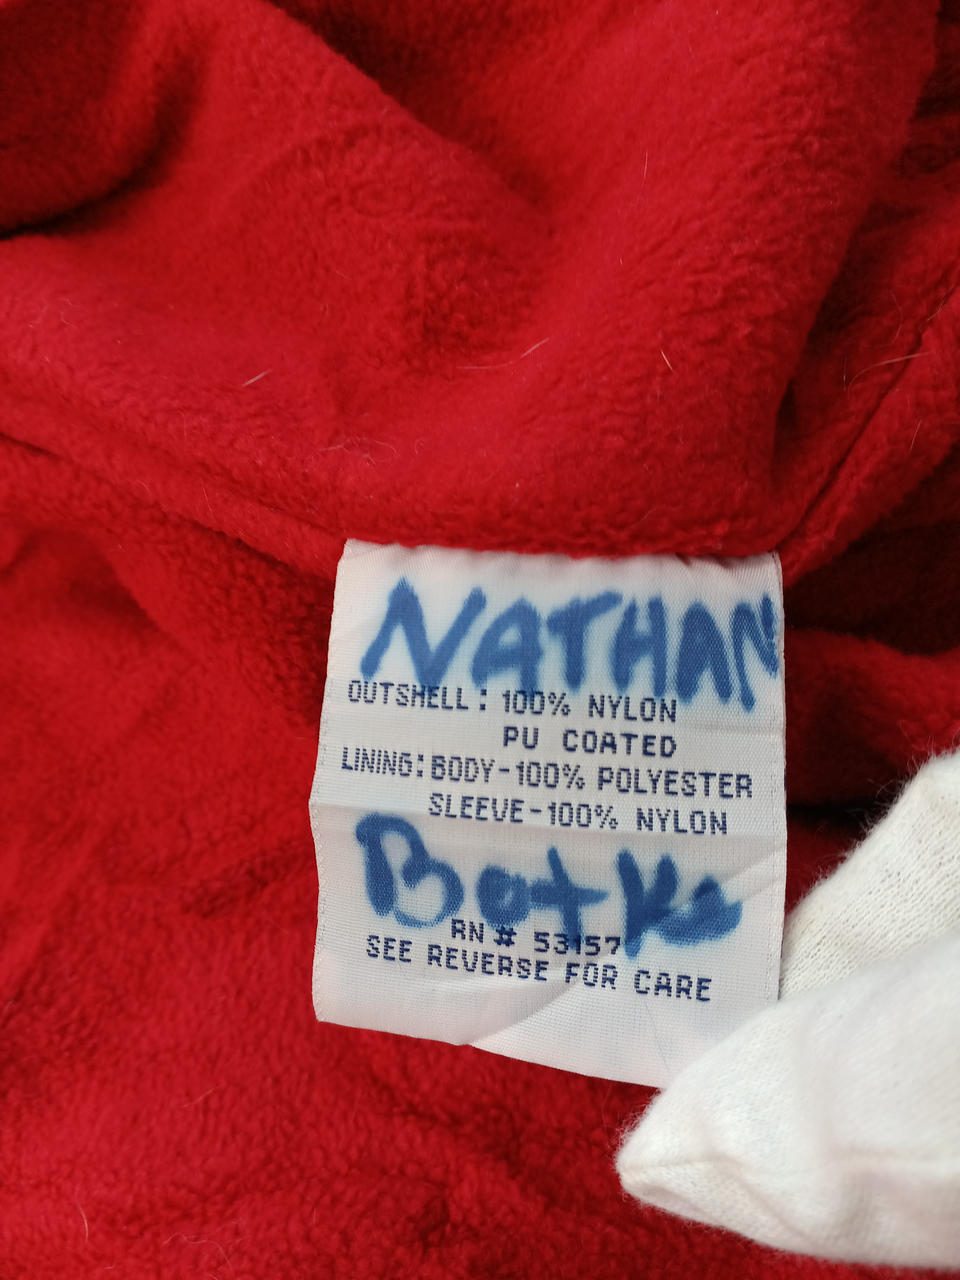 NATHAN
OUTSHELL: 100% NYLON
PU COATED
LINING: BODY-100% POLYESTER
SLEEVE-100% NYLON
RN # 53157
SEE REVERSE FOR CARE